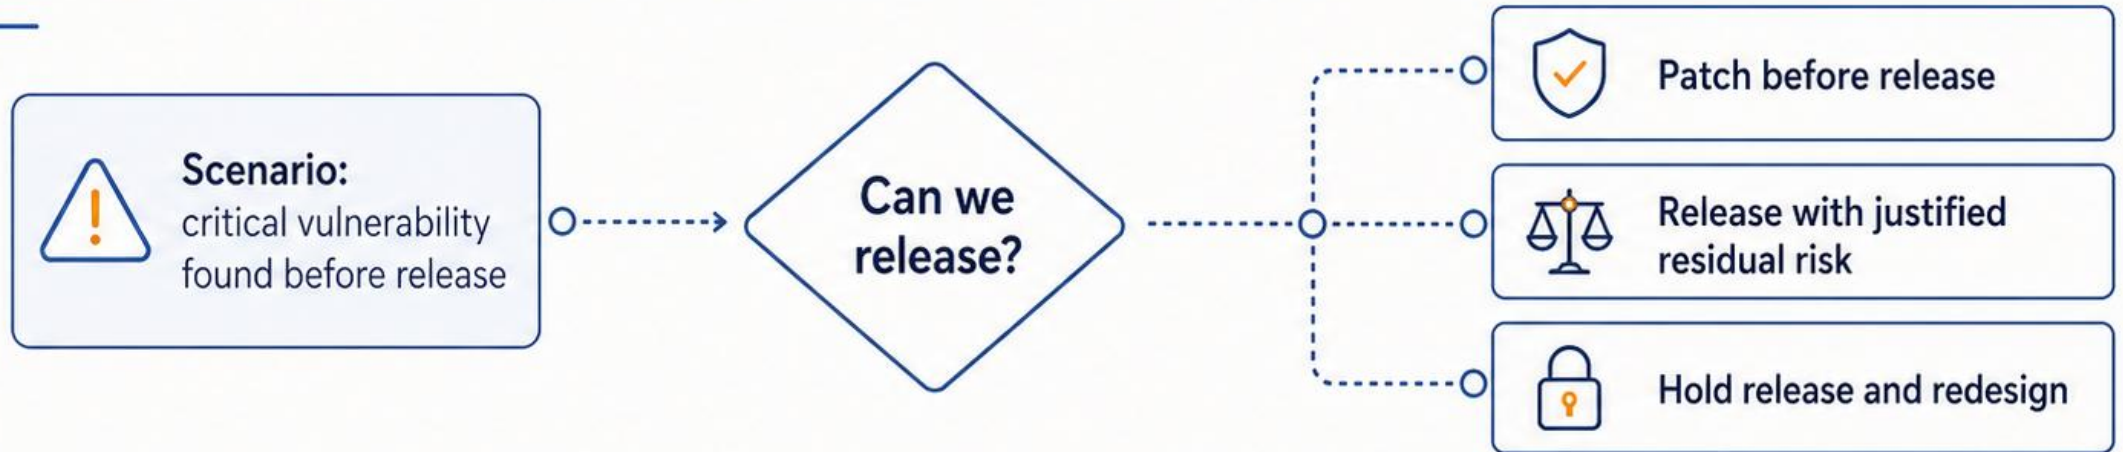 Scenario:
critical vulnerability
found before release
Can we
release?
Patch before release
Release with justified
residual risk
Hold release and redesign